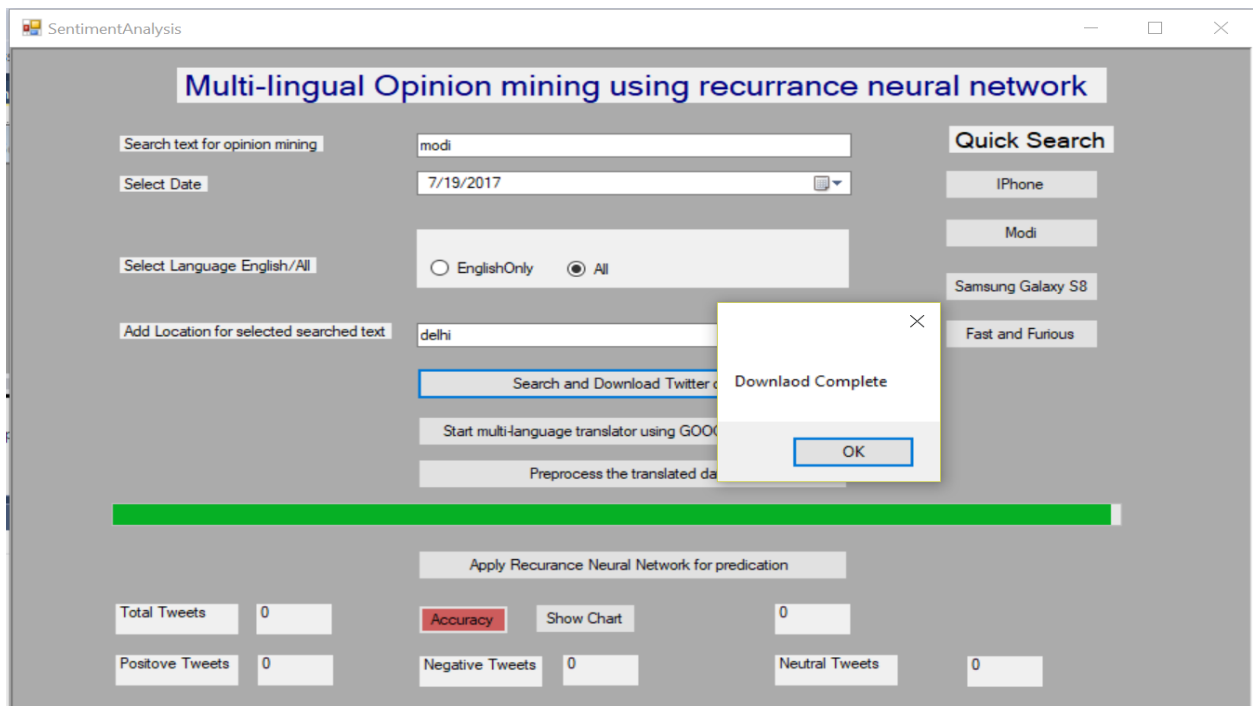 SentimentAnalysis
Multi-lingual Opinion mining using recurrance neural network
Search text for opinion mining
modi
Quick Search
Select Date
7/19/2017
IPhone
Modi
Select Language English/All
EnglishOnly
All
Samsung Galaxy S8
Add Location for selected searched text
delhi
Fast and Furious
Search and Download Twitter
Downlaod Complete
OK
Start multi-language translator using
Preprocess the translated
Apply Recurance Neural Network for predication
Total Tweets
0
Accuracy
Show Chart
0
Positove Tweets
0
Negative Tweets
0
Neutral Tweets
0